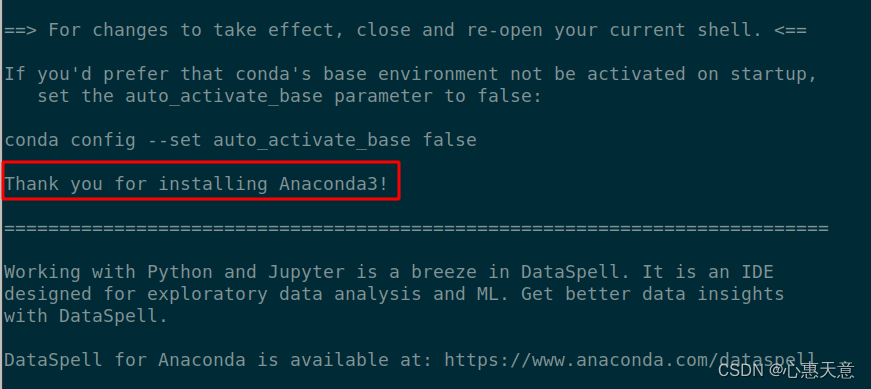 ==> For changes to take effect, close and re-open your current shell. <==
If you'd prefer that conda's base environment not be activated on startup,
   set the auto_activate_base parameter to false:
conda config --set auto_activate_base false
Thank you for installing Anaconda3!
===========================================================================
Working with Python and Jupyter is a breeze in DataSpell. It is an IDE
designed for exploratory data analysis and ML. Get better data insights
with DataSpell.
DataSpell for Anaconda is available at: https://www.anaconda.com/dataspell
CSDN @心惠天意